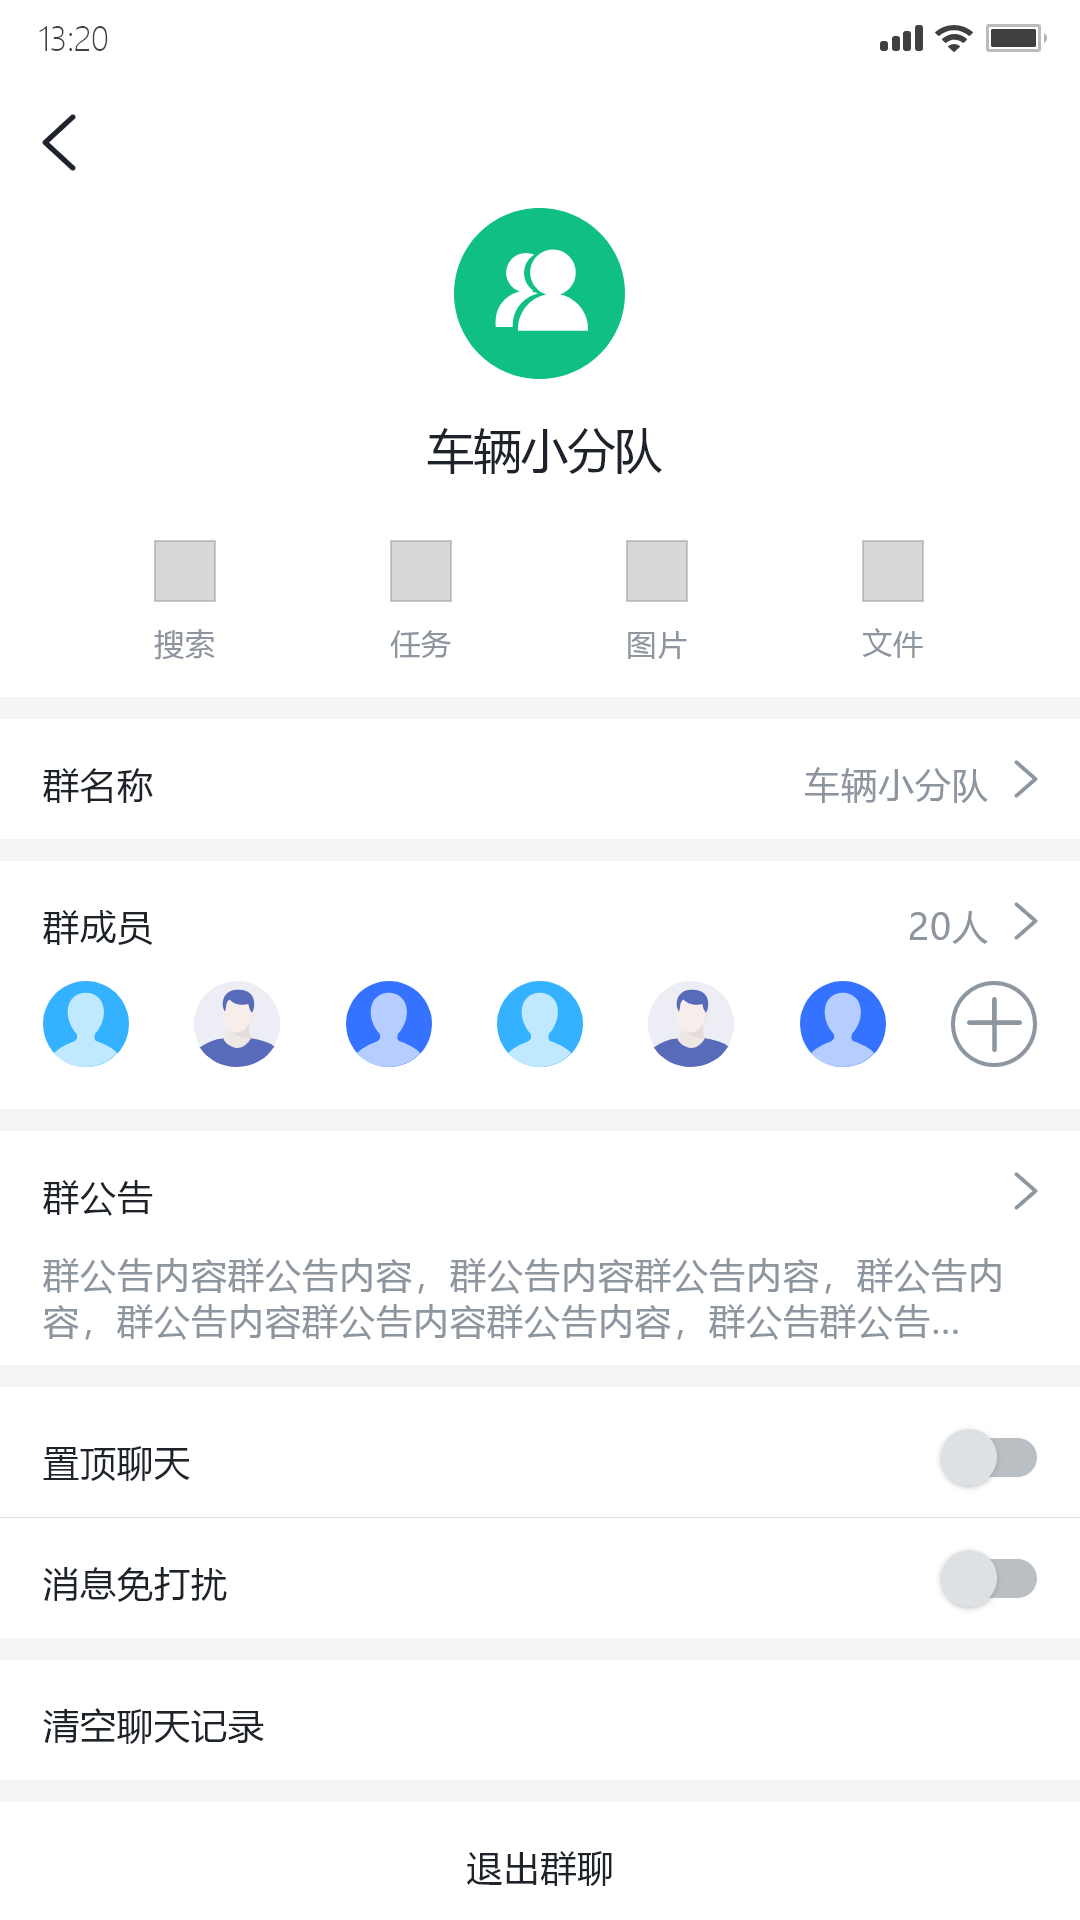 13:20
车辆小分队
搜索 任务 图片 文件
群名称 车辆小分队
群成员 20人
群公告
群公告内容群公告内容，群公告内容群公告内容，群公告内
容，群公告内容群公告内容群公告内容，群公告群公告...
置顶聊天
消息免打扰
清空聊天记录
退出群聊